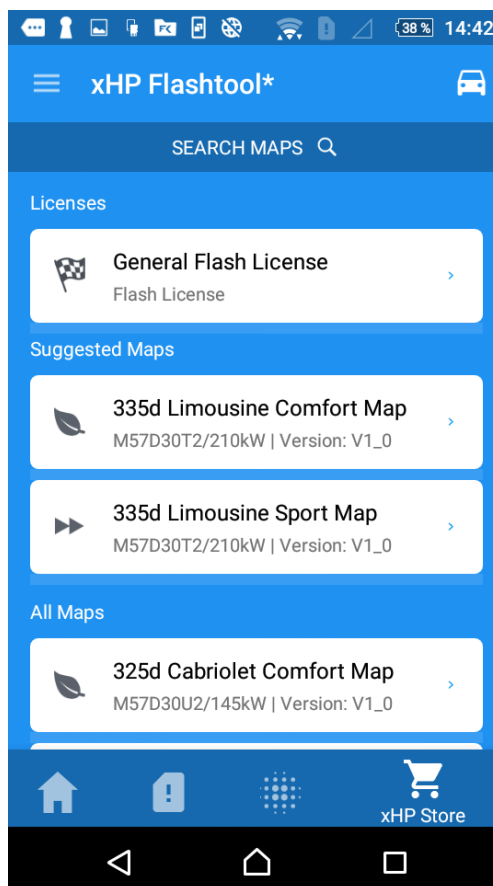 38 % 14:42
xHP Flashtool*
SEARCH MAPS
Licenses
General Flash License
Flash License
Suggested Maps
335d Limousine Comfort Map
M57D30T2/210kW | Version: V1_0
335d Limousine Sport Map
M57D30T2/210kW | Version: V1_0
All Maps
325d Cabriolet Comfort Map
M57D30U2/145kW | Version: V1_0
xHP Store